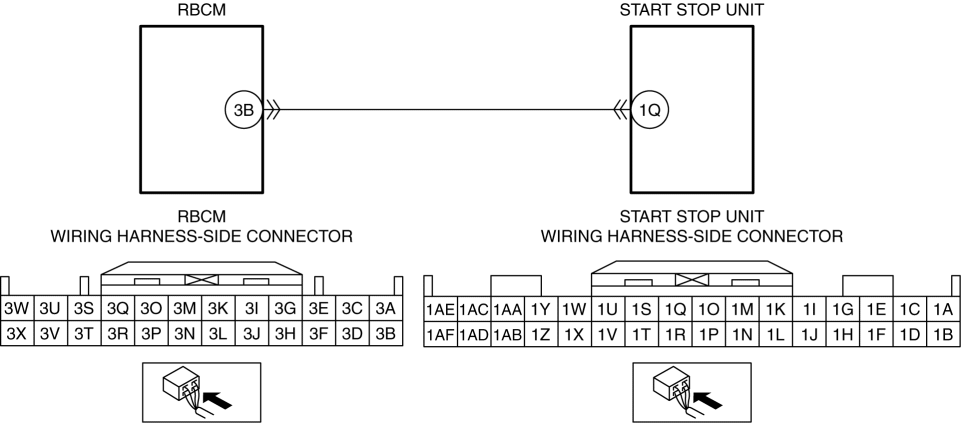 RBCM START STOP UNIT
3B 1Q
RBCM
WIRING HARNESS-SIDE CONNECTOR
START STOP UNIT
WIRING HARNESS-SIDE CONNECTOR
3W 3U 3S 3Q 3O 3M 3K 3I 3G 3E 3C 3A
3X 3V 3T 3R 3P 3N 3L 3J 3H 3F 3D 3B
1AE 1AC 1AA 1Y 1W 1U 1S 1Q 1O 1M 1K 1I 1G 1E 1C 1A
1AF 1AD 1AB 1Z 1X 1V 1T 1R 1P 1N 1L 1J 1H 1F 1D 1B